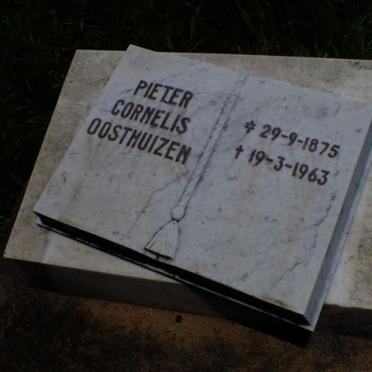 PIETER
CORNELIS
OOSTHUIZEN
* 29-9-1875
† 19-3-1963